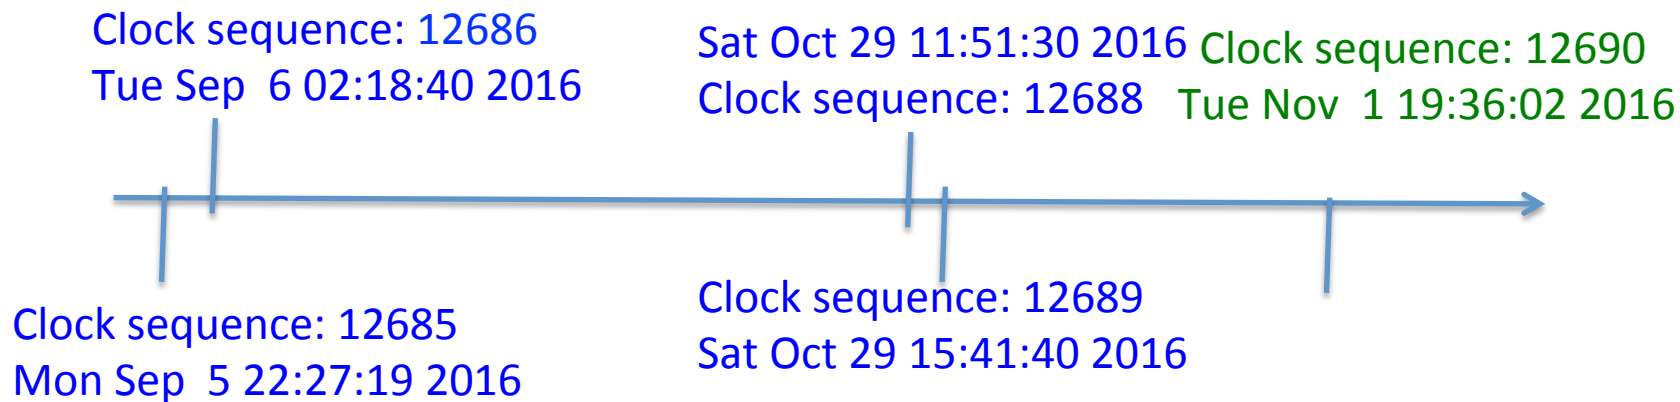 Clock sequence: 12686
Tue Sep  6 02:18:40 2016
Sat Oct 29 11:51:30 2016
Clock sequence: 12688
Clock sequence: 12690
Tue Nov  1 19:36:02 2016
Clock sequence: 12685
Mon Sep  5 22:27:19 2016
Clock sequence: 12689
Sat Oct 29 15:41:40 2016